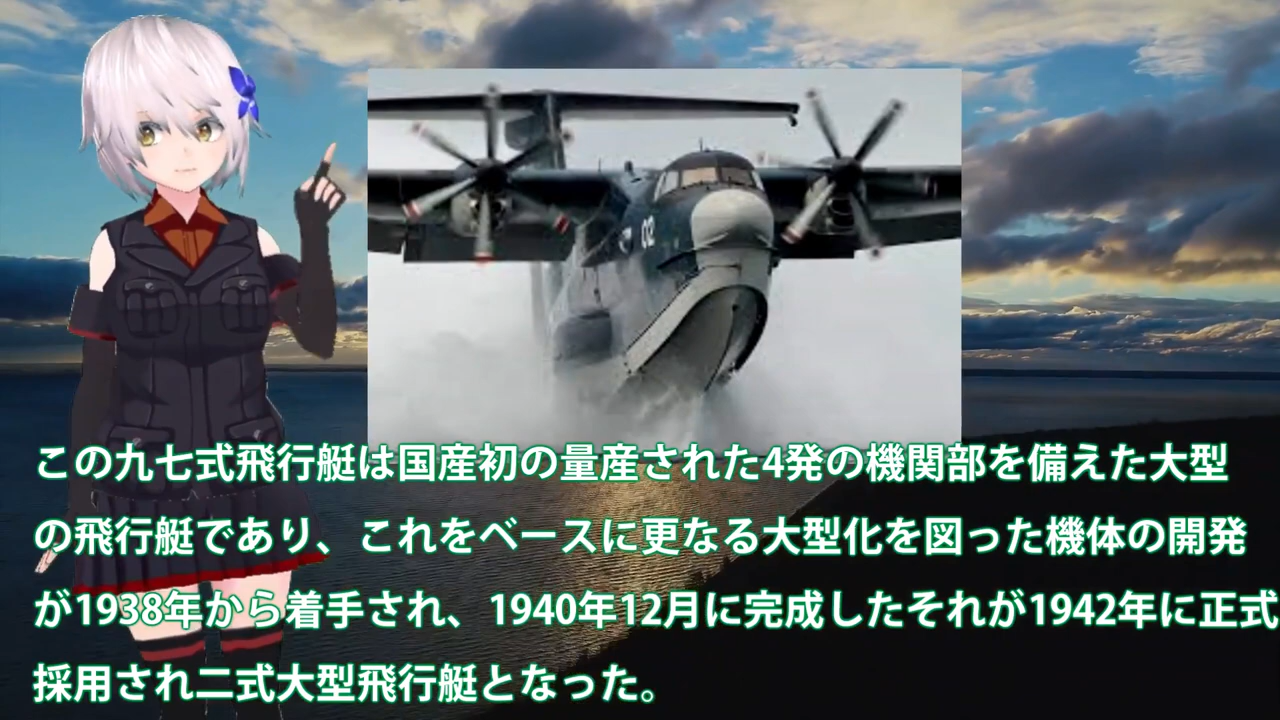 02
この九七式飛行艇は国産初の量産された4発の機関部を備えた大型
の飛行艇であり、これをベースに更なる大型化を図った機体の開発
が1938年から着手され、1940年12月に完成したそれが1942年に正式
採用され二式大型飛行艇となった。